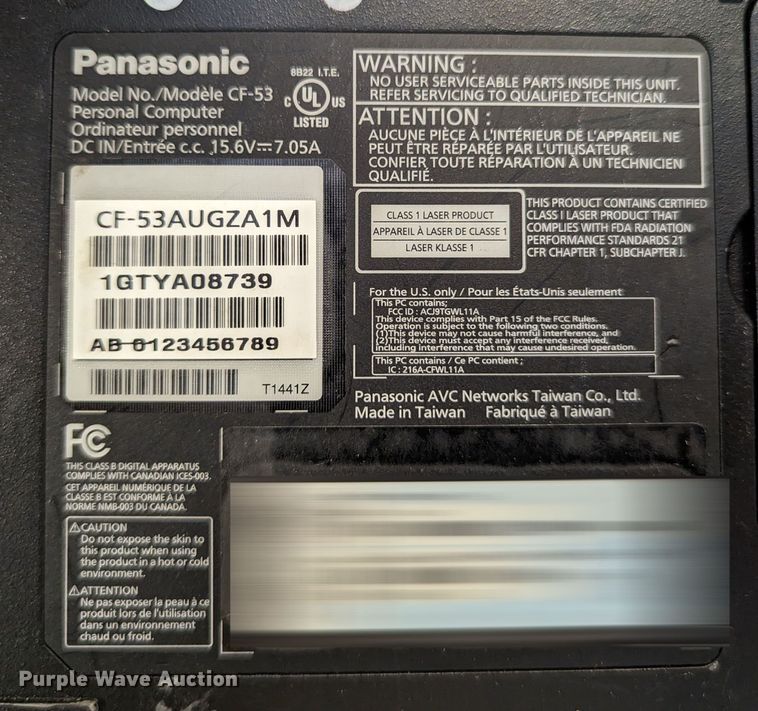 Panasonic
Model No./Modèle CF-53
Personal Computer
Ordinateur personnel
DC IN/Entrée c.c. 15.6V⎓7.05A
8B22 I.T.E.
C UL US
LISTED
CF-53AUGZA1M
1GTYA08739
AB 0123456789
T1441Z
WARNING :
NO USER SERVICEABLE PARTS INSIDE THIS UNIT.
REFER SERVICING TO QUALIFIED TECHNICIAN.
ATTENTION :
AUCUNE PIÈCE À L'INTÉRIEUR DE L'APPAREIL NE
PEUT ÊTRE RÉPARÉE PAR L'UTILISATEUR.
CONFIER TOUTE RÉPARATION À UN TECHNICIEN
QUALIFIÉ.
CLASS 1 LASER PRODUCT
APPAREIL À LASER DE CLASSE 1
LASER KLASSE 1
THIS PRODUCT CONTAINS CERTIFIED
CLASS I LASER PRODUCT THAT
COMPLIES WITH FDA RADIATION
PERFORMANCE STANDARDS 21
CFR CHAPTER 1, SUBCHAPTER J.
For the U.S. only / Pour les États-Unis seulement
This PC contains;
FCC ID : ACJ9TGWL11A
This device complies with Part 15 of the FCC Rules.
Operation is subject to the following two conditions.
(1)This device may not cause harmful interference, and
(2)This device must accept any interference received,
including interference that may cause undesired operation.
This PC contains / Ce PC contient ;
IC : 216A-CFWL11A
Panasonic AVC Networks Taiwan Co., Ltd.
Made in Taiwan Fabriqué à Taiwan
FC
THIS CLASS B DIGITAL APPARATUS
COMPLIES WITH CANADIAN ICES-003.
CET APPAREIL NUMÉRIQUE DE LA
CLASSE B EST CONFORME À LA
NORME NMB-003 DU CANADA.
⚠CAUTION
Do not expose the skin to
this product when using
the product in a hot or cold
environment.
⚠ATTENTION
Ne pas exposer la peau à ce
produit lors de l'utilisation
dans un environnement
chaud ou froid.
Purple Wave Auction